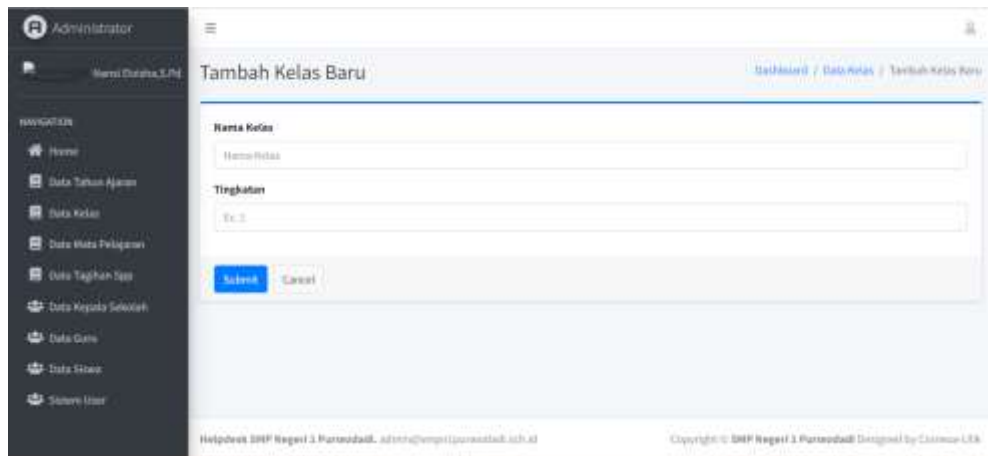 Administrator
NAVIGATION
Home
Data Tahun Ajaran
Data Kelas
Data Mata Pelajaran
Data Tagihan Spp
Data Kepala Sekolah
Data Guru
Data Siswa
Sistem User
Tambah Kelas Baru
Dashboard / Data Kelas / Tambah Kelas Baru
Nama Kelas
Nama Kelas
Tingkatan
Submit Cancel
Helpdesk SMP Negeri 1 Purwodadi.
Copyright © SMP Negeri 1 Purwodadi Designed by